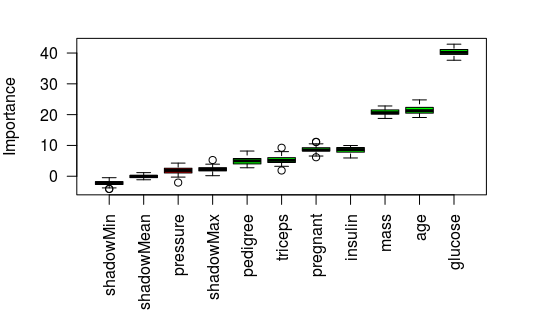 Importance
40
30
20
10
0
shadowMin
shadowMean
pressure
shadowMax
pedigree
triceps
pregnant
insulin
mass
age
glucose